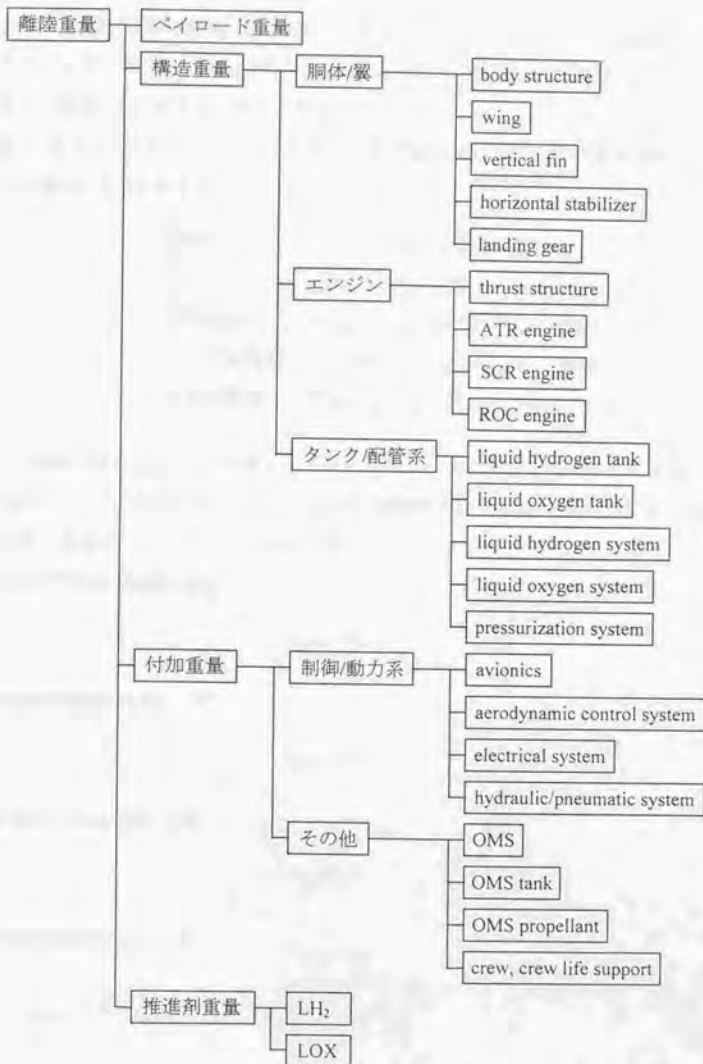 離陸重量
ペイロード重量
構造重量
胴体/翼
body structure
wing
vertical fin
horizontal stabilizer
landing gear
エンジン
thrust structure
ATR engine
SCR engine
ROC engine
タンク/配管系
liquid hydrogen tank
liquid oxygen tank
liquid hydrogen system
liquid oxygen system
pressurization system
付加重量
制御/動力系
avionics
aerodynamic control system
electrical system
hydraulic/pneumatic system
その他
OMS
OMS tank
OMS propellant
crew, crew life support
推進剤重量
LH₂
LOX